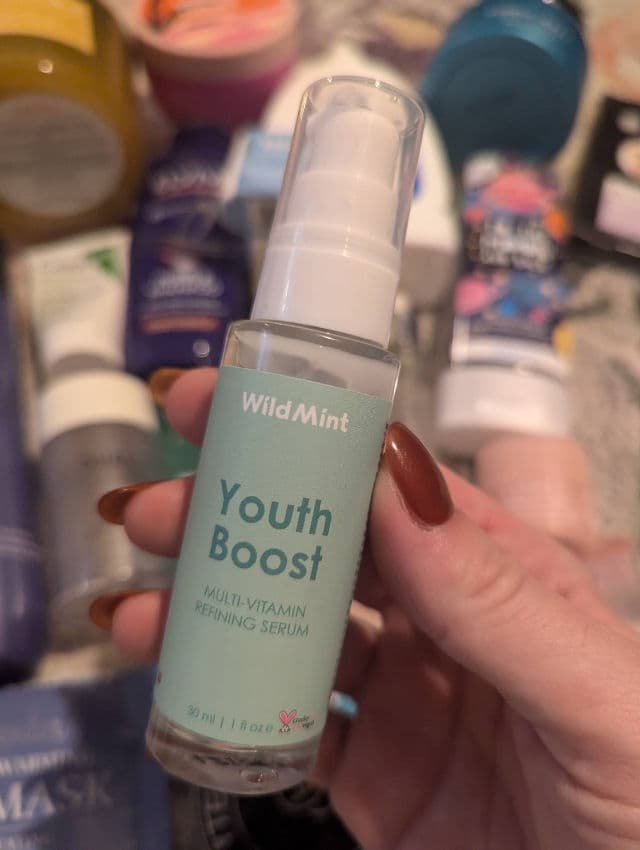 WildMint
Youth
Boost
MULTI-VITAMIN
REFINING SERUM
30 ml | 1 fl oz e
MASK